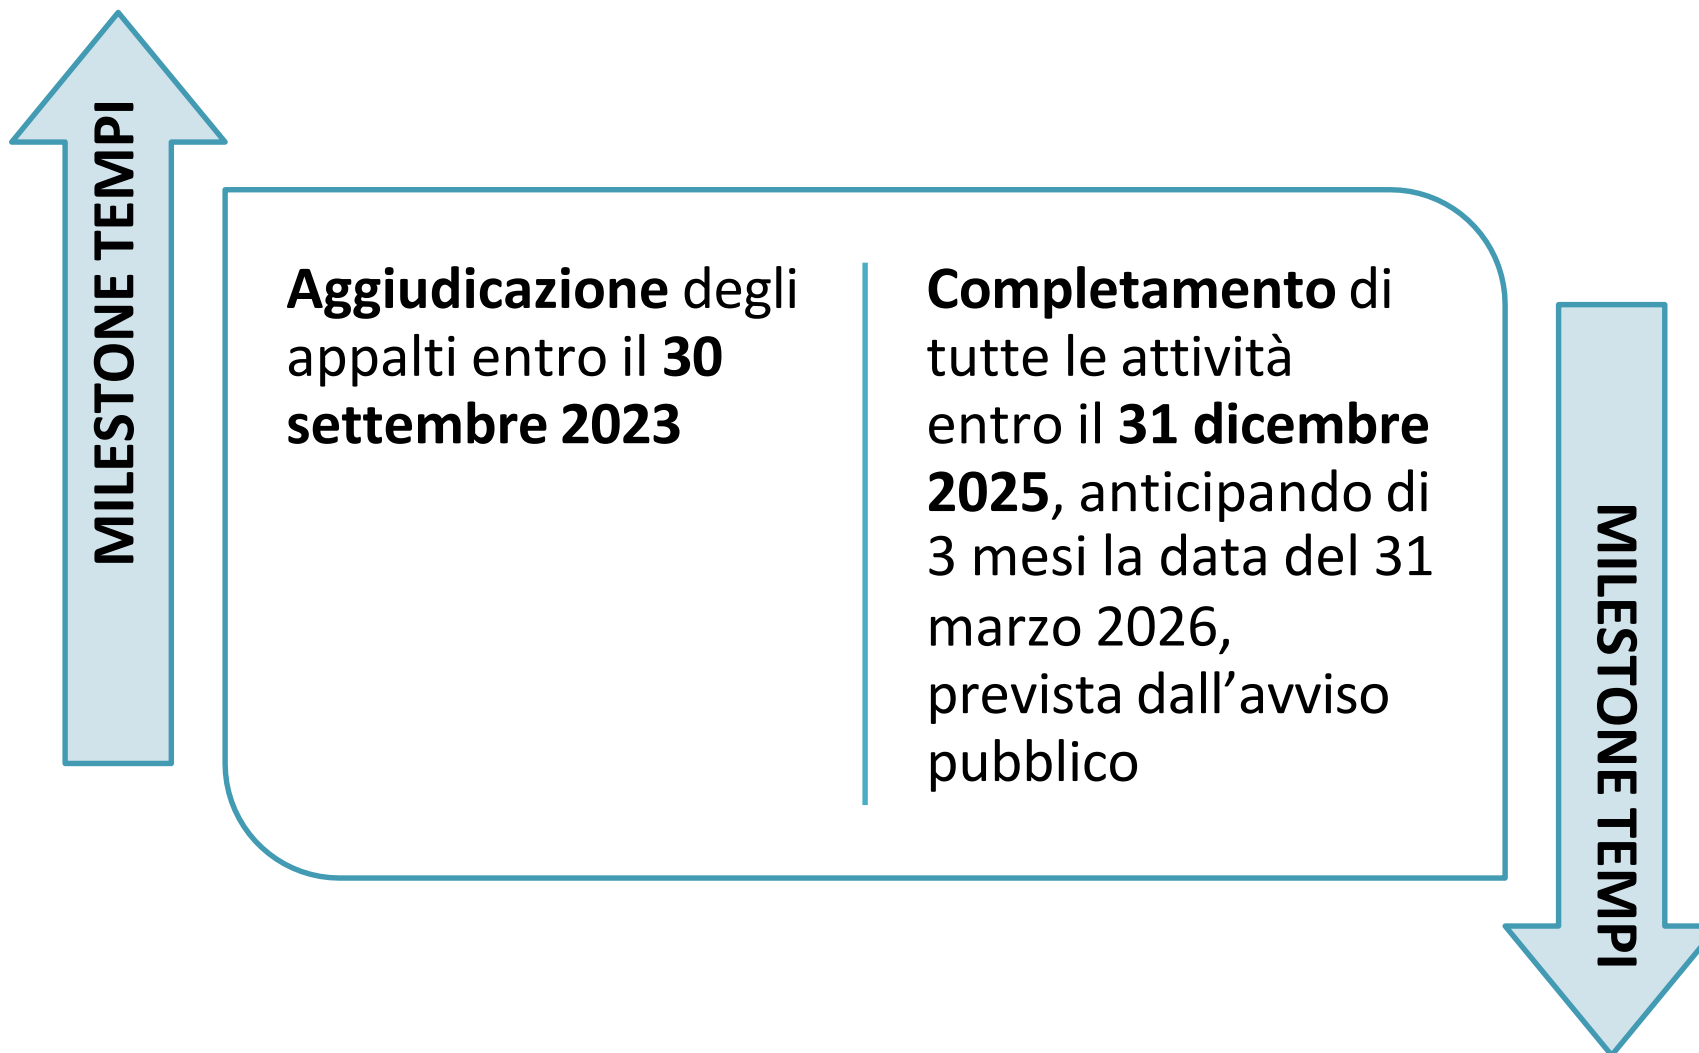 MILESTONE TEMPI
Aggiudicazione degli
appalti entro il 30
settembre 2023
Completamento di
tutte le attività
entro il 31 dicembre
2025, anticipando di
3 mesi la data del 31
marzo 2026,
prevista dall’avviso
pubblico
MILESTONE TEMPI